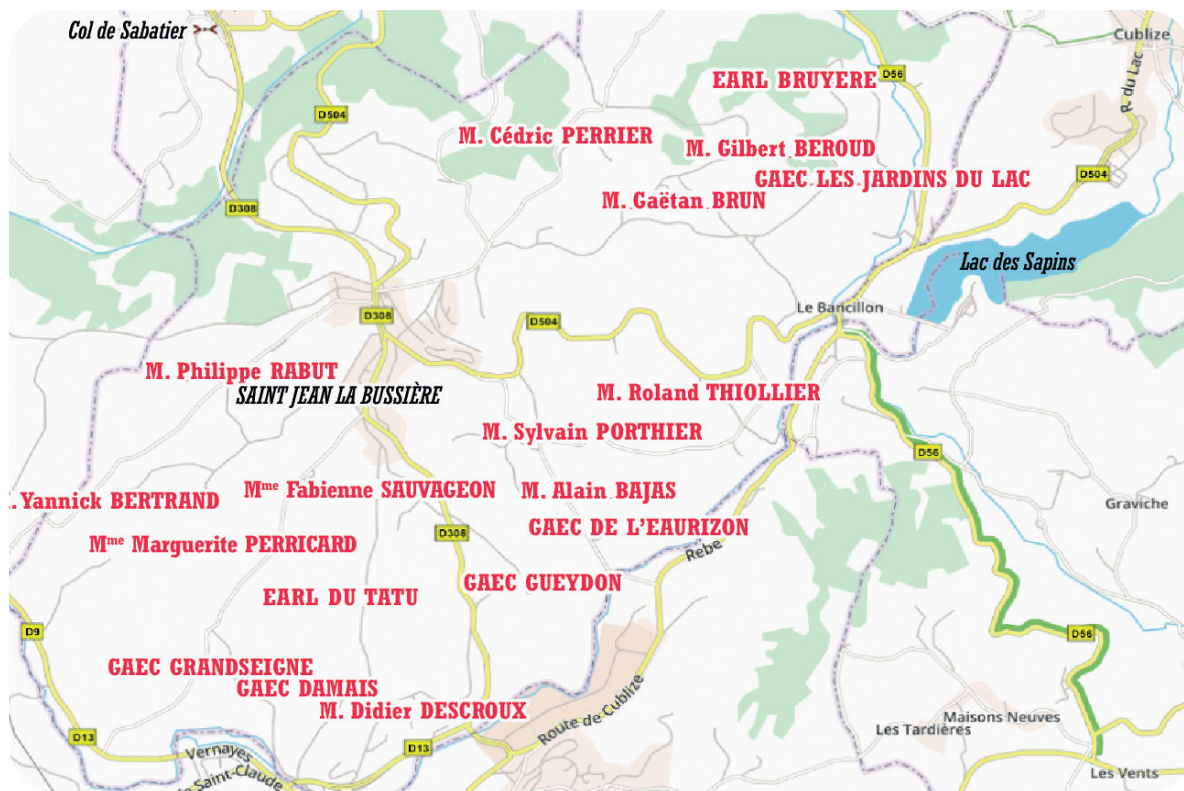 Col de Sabatier
Cublize
EARL BRUYERE
D56
R. du Lac
D504
M. Cédric PERRIER
M. Gilbert BEROUD
D504
GAEC LES JARDINS DU LAC
M. Gaëtan BRUN
D308
Lac des Sapins
Le Bancillon
D308
D504
M. Philippe RABUT
SAINT JEAN LA BUSSIÈRE
M. Roland THIOLLIER
M. Sylvain PORTHIER
D56
Mme Fabienne SAUVAGEON
M. Alain BAJAS
. Yannick BERTRAND
Graviche
GAEC DE L'EAURIZON
D308
Mme Marguerite PERRICARD
Rebe
GAEC GUEYDON
EARL DU TATU
D9
D56
GAEC GRANDSEIGNE
GAEC DAMAIS
M. Didier DESCROUX
Route de Cublize
Maisons Neuves
Les Tardières
D13
D13
Vernayes
Saint-Claude
Les Vents